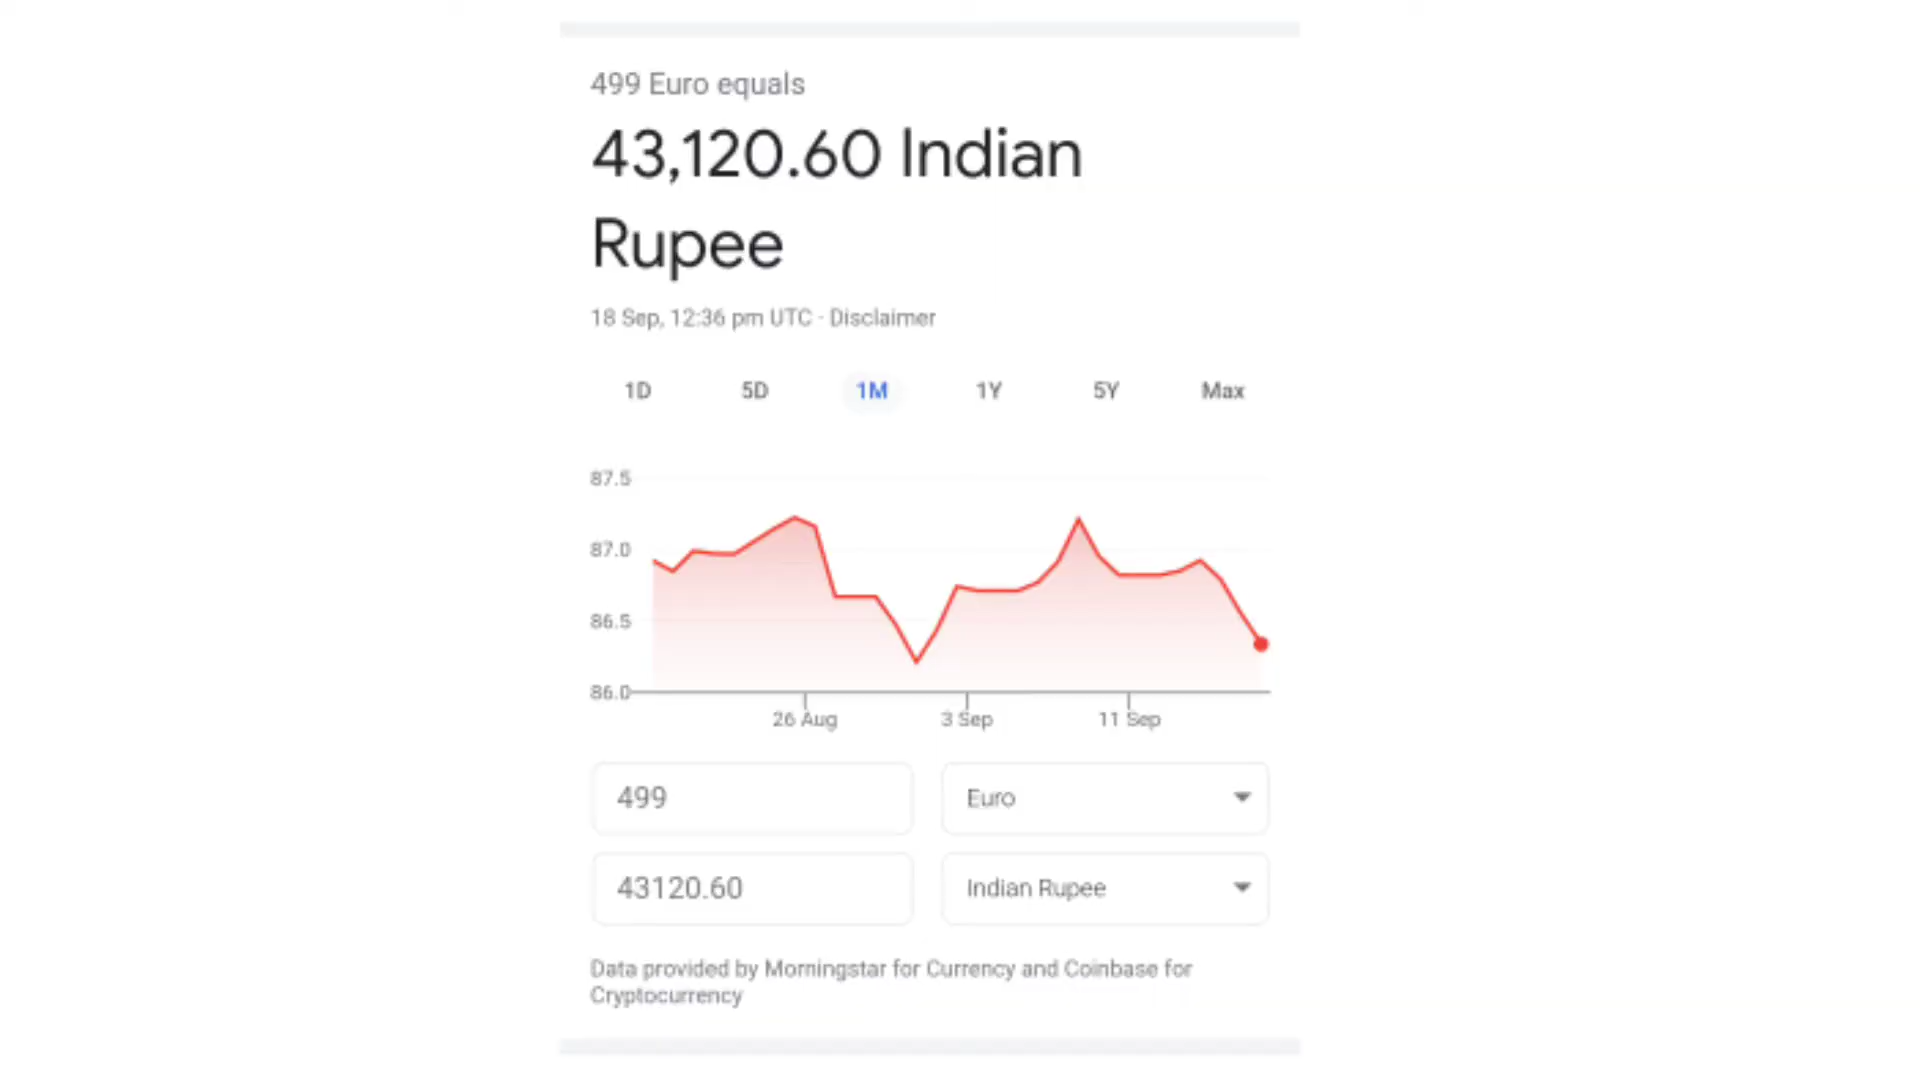 499 Euro equals
43,120.60 Indian
Rupee
18 Sep, 12:36 pm UTC · Disclaimer
1D 5D 1M 1Y 5Y Max
87.5
87.0
86.5
86.0
26 Aug 3 Sep 11 Sep
499 Euro
43120.60 Indian Rupee
Data provided by Morningstar for Currency and Coinbase for
Cryptocurrency